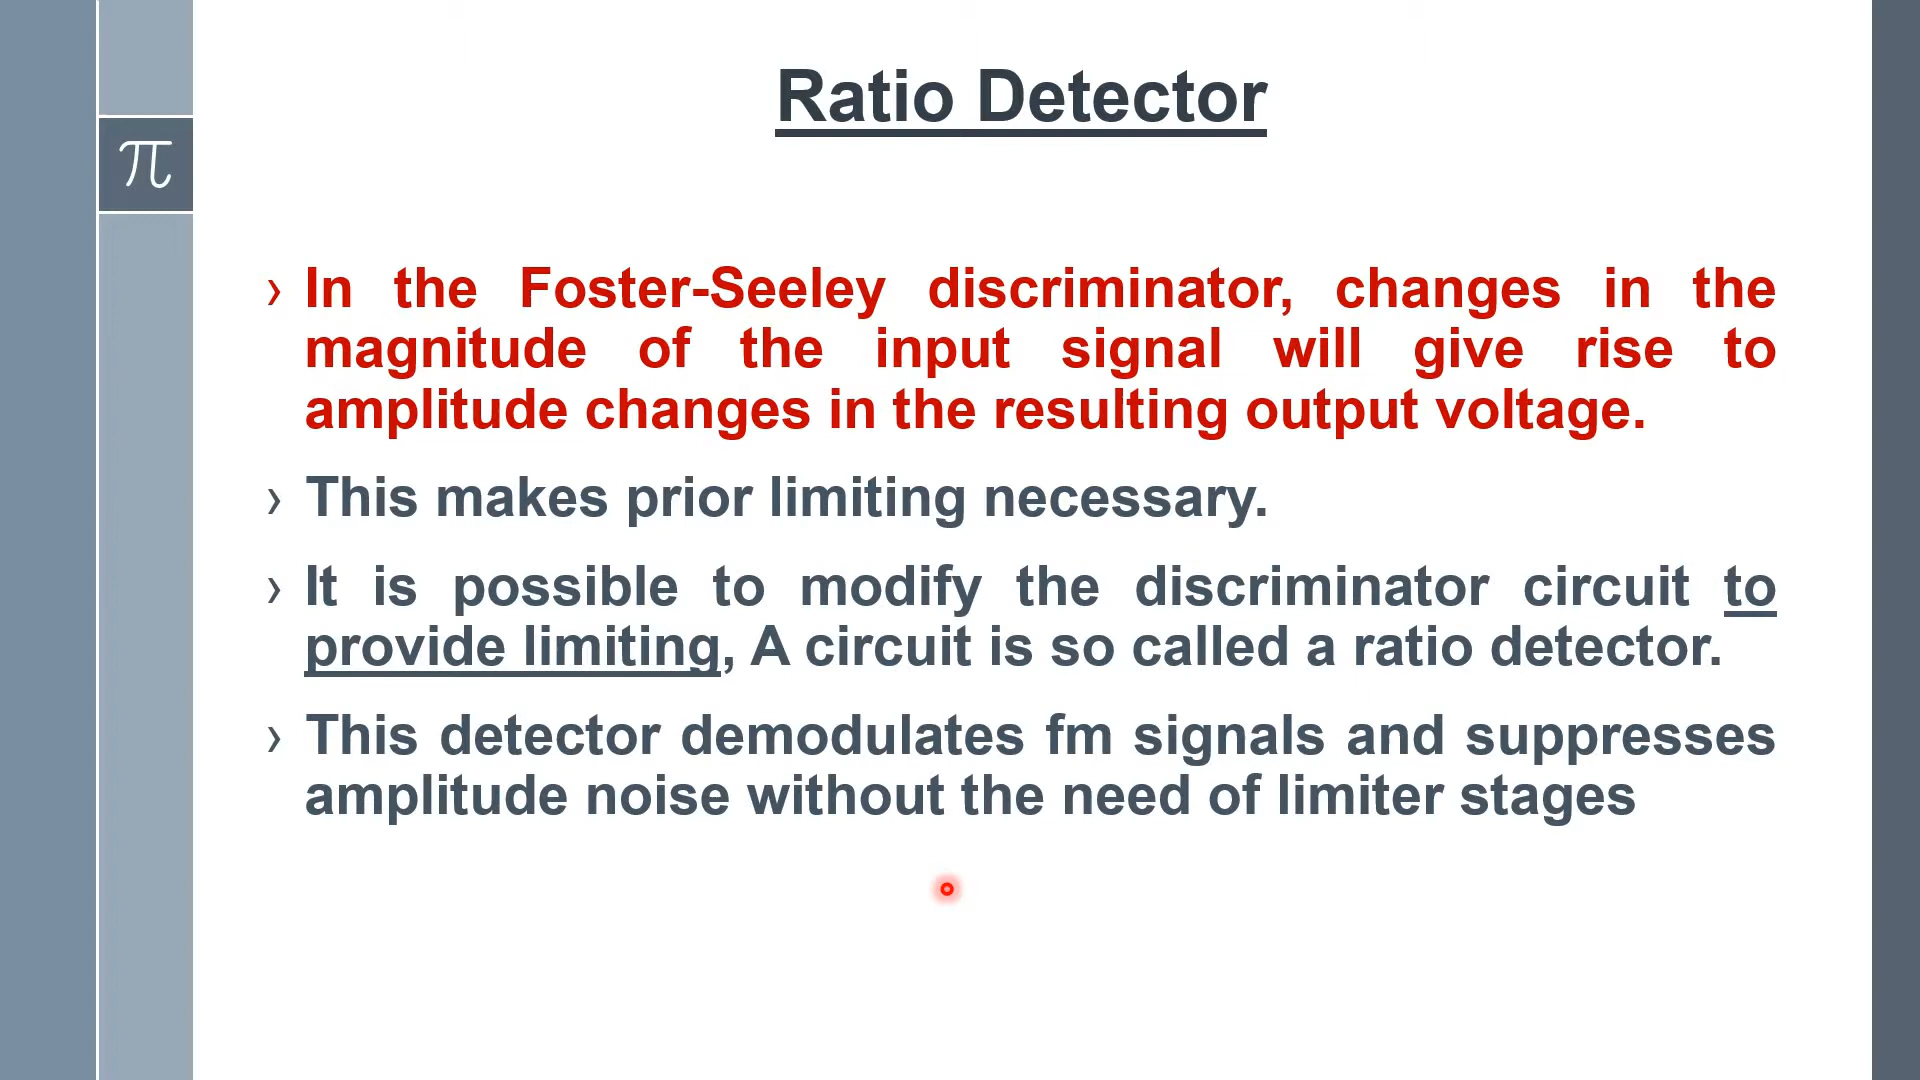 Ratio Detector
π
› In the Foster-Seeley discriminator, changes in the
magnitude of the input signal will give rise to
amplitude changes in the resulting output voltage.
› This makes prior limiting necessary.
› It is possible to modify the discriminator circuit to
provide limiting, A circuit is so called a ratio detector.
› This detector demodulates fm signals and suppresses
amplitude noise without the need of limiter stages